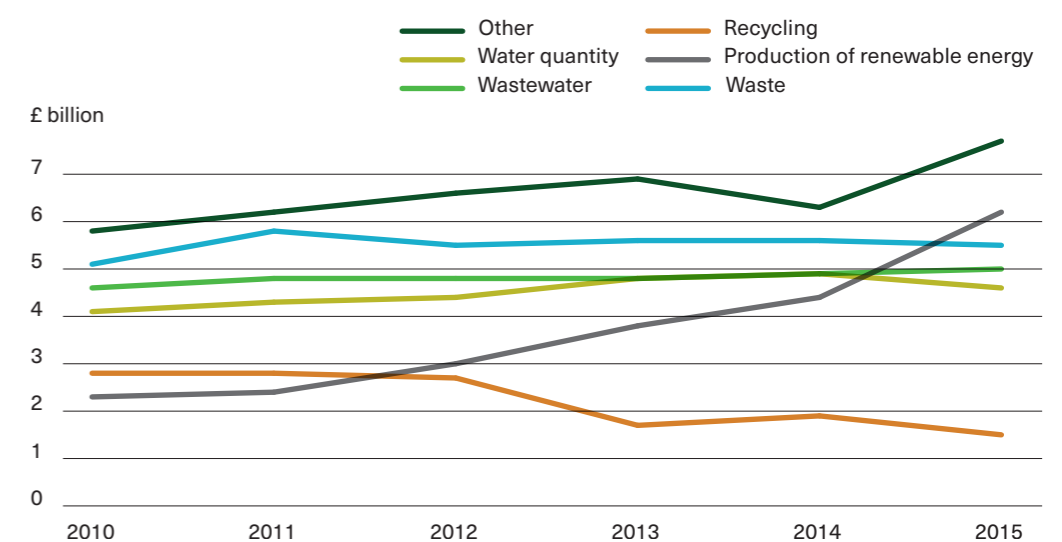 Other
Recycling
Water quantity
Production of renewable energy
Wastewater
Waste
£ billion
7
6
5
4
3
2
1
0
2010 2011 2012 2013 2014 2015